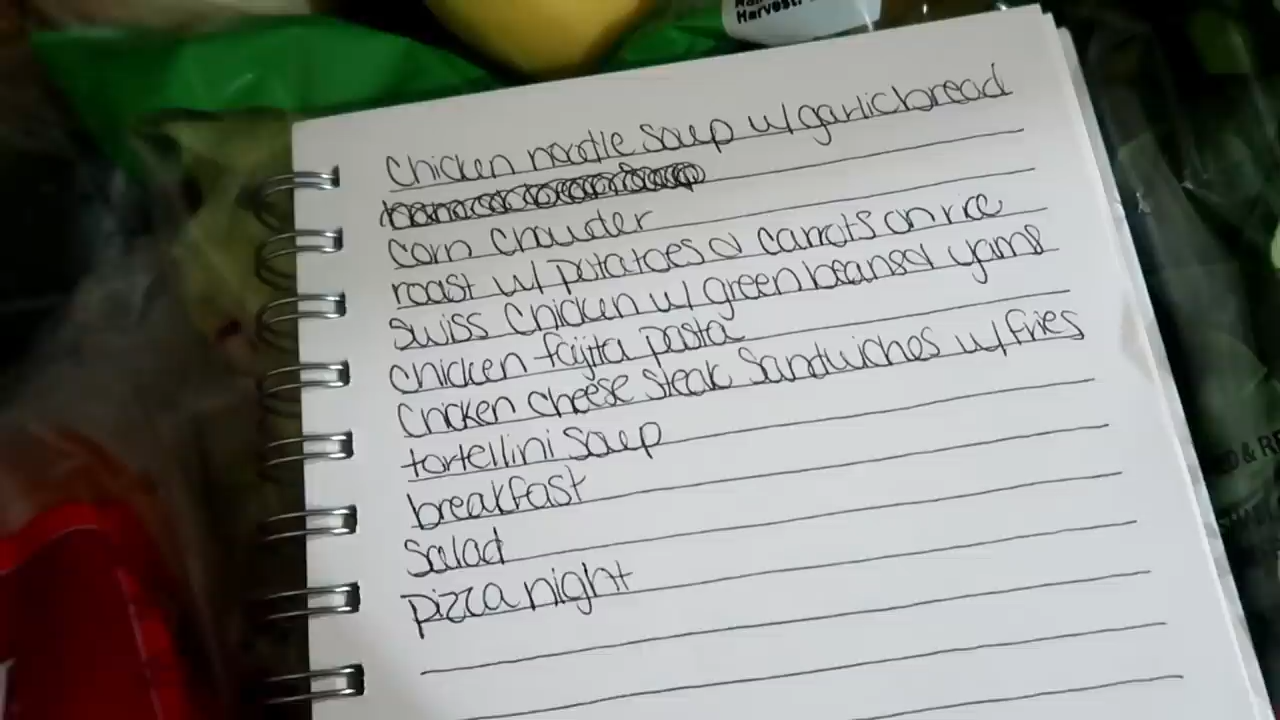 Harvest
Chicken noodle soup w/ garlic bread
corn chowder
roast w/ potatoes & carrots on rice
swiss chicken w/ green beans & yams
chicken fajita pasta
chicken cheese steak sandwiches w/ fries
tortellini soup
breakfast
salad
pizza night